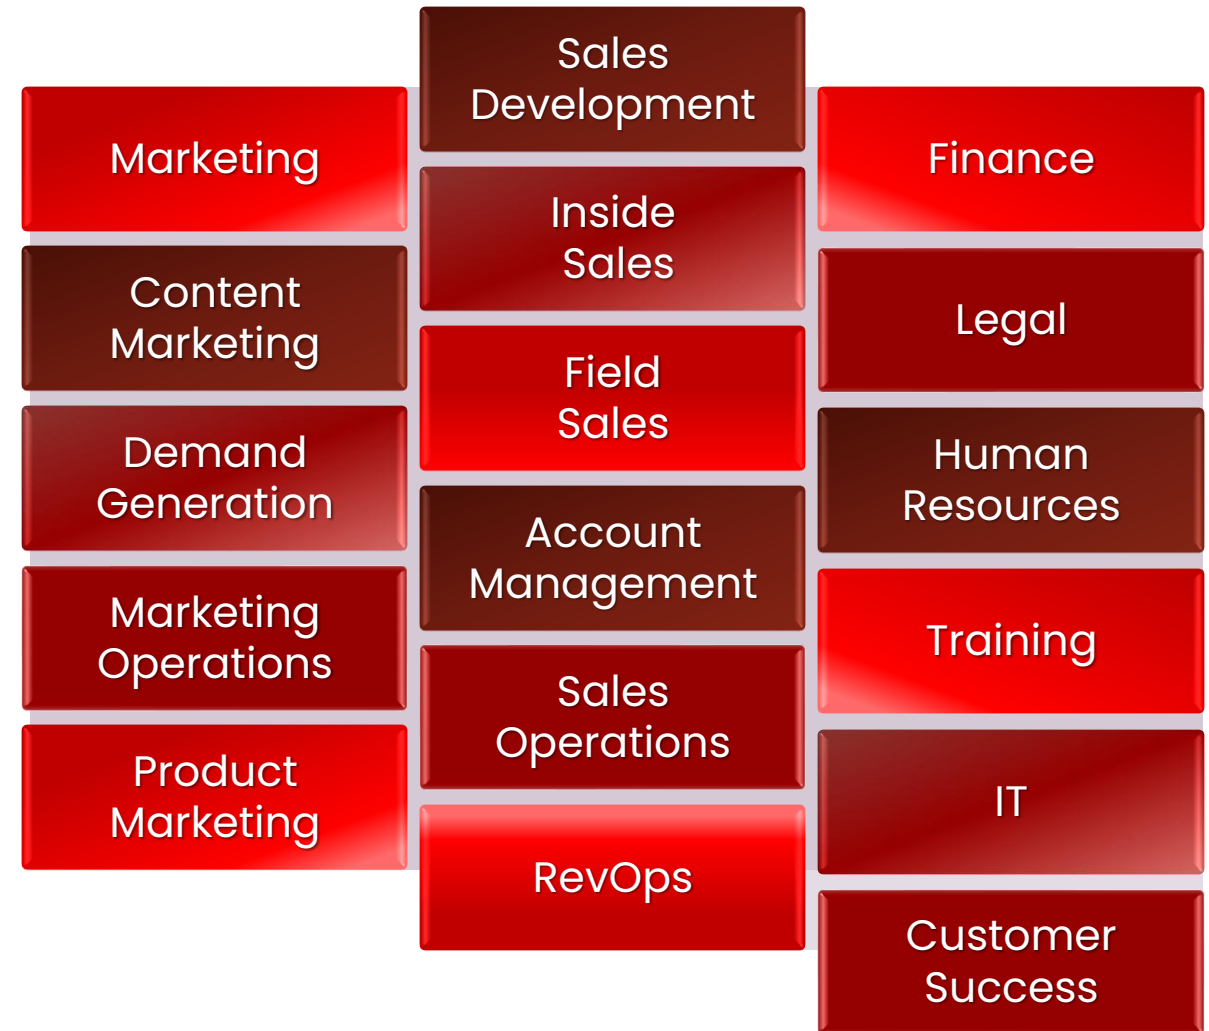 Marketing
Content
Marketing
Demand
Generation
Marketing
Operations
Product
Marketing
Sales
Development
Inside
Sales
Field
Sales
Account
Management
Sales
Operations
RevOps
Finance
Legal
Human
Resources
Training
IT
Customer
Success